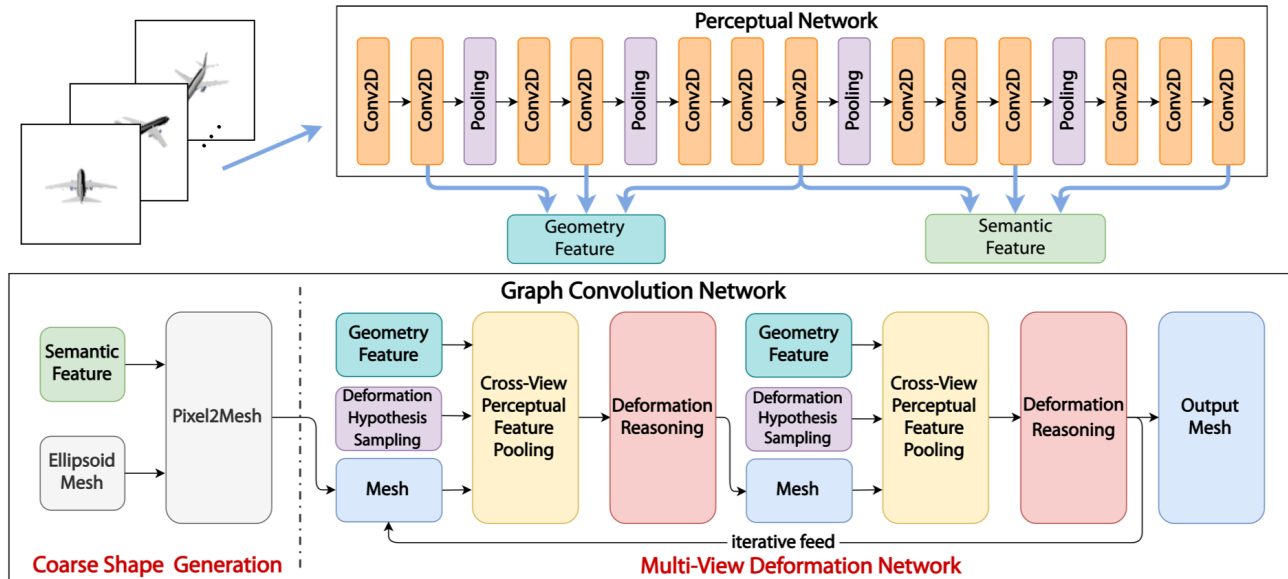 Perceptual Network
Conv2D
Conv2D
Pooling
Conv2D
Conv2D
Pooling
Conv2D
Conv2D
Conv2D
Pooling
Conv2D
Conv2D
Conv2D
Pooling
Conv2D
Conv2D
Conv2D
Geometry
Feature
Semantic
Feature
Graph Convolution Network
Semantic
Feature
Ellipsoid
Mesh
Pixel2Mesh
Geometry
Feature
Deformation
Hypothesis
Sampling
Mesh
Cross-View
Perceptual
Feature
Pooling
Deformation
Reasoning
Geometry
Feature
Deformation
Hypothesis
Sampling
Mesh
Cross-View
Perceptual
Feature
Pooling
Deformation
Reasoning
Output
Mesh
iterative feed
Coarse Shape Generation
Multi-View Deformation Network